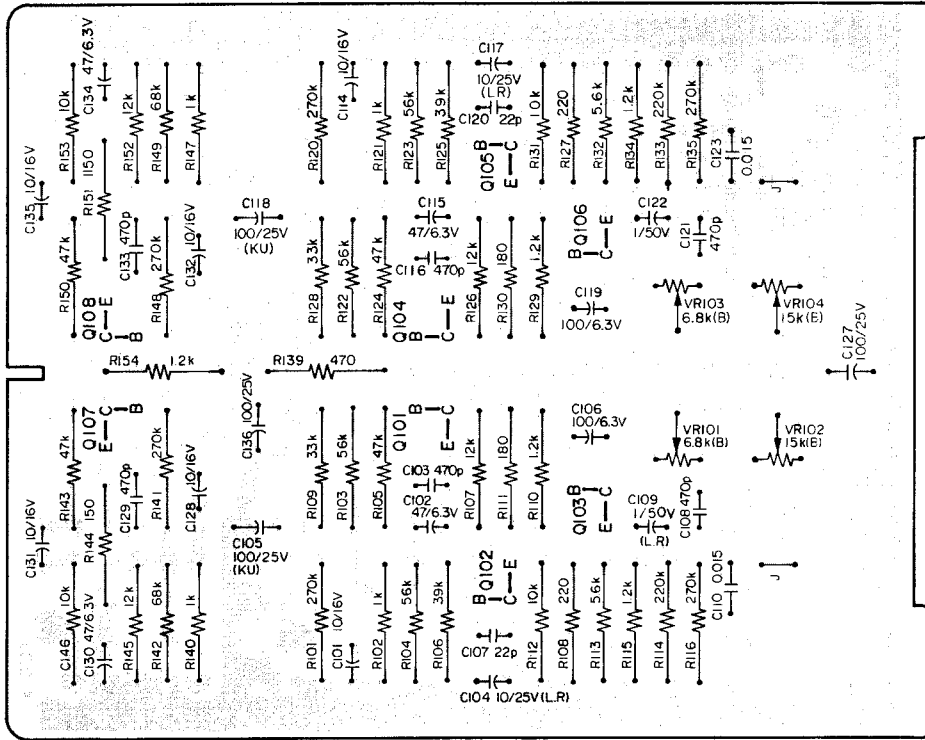 C134 47/6.3V
R153 10k
R152 12k
R149 68k
R147 1k
R151 1150
C135 10/16V
R150 47k
C133 470p
R148 270k
C132 10/16V
Q108
E
C
B
R154 1.2k
C118
100/25V
(KU)
R120 270k
C114 10/16V
R121 1k
R123 56k
R125 39k
C117
10/25V
(L.R)
C120 22p
Q105
B
C
E
R131 10k
R127 220
R132 5.6k
R134 1.2k
R133 220k
R135 270k
C123
0.015
J
R128 33k
R122 56k
R124 47k
C115
47/6.3V
C116 470p
Q104
B
C
E
R126 12k
R130 180
R129 1.2k
Q106
B
C
E
C122
1/50V
C121
470p
C119
100/6.3V
VR103
6.8k(B)
VR104
15k(B)
C127
100/25V
R139 470
Q107
B
C
E
R143 47k
C129 470p
R141 270k
C128 10/16V
C131 10/16V
R144 150
C136 100/25V
C105
100/25V
(KU)
R109 33k
R103 56k
R105 47k
Q101
B
C
E
C103 470p
C102
47/6.3V
R107 12k
R111 180
R110 1.2k
C106
100/6.3V
Q103
B
C
E
C109
1/50V
(L.R)
C108 470p
VR101
6.8k(B)
VR102
15k(B)
C146 10k
C130 47/6.3V
R145 12k
R142 68k
R140 1k
R101 270k
C101 10/16V
R102 1k
R104 56k
R106 39k
Q102
B
C
E
C107 22p
C104 10/25V(L.R)
R112 10k
R108 220
R113 5.6k
R115 1.2k
R114 220k
R116 270k
C110 0.015
J